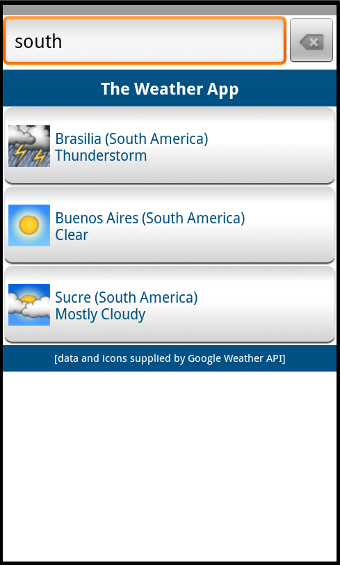 south
The Weather App
Brasilia (South America)
Thunderstorm
Buenos Aires (South America)
Clear
Sucre (South America)
Mostly Cloudy
[data and icons supplied by Google Weather API]